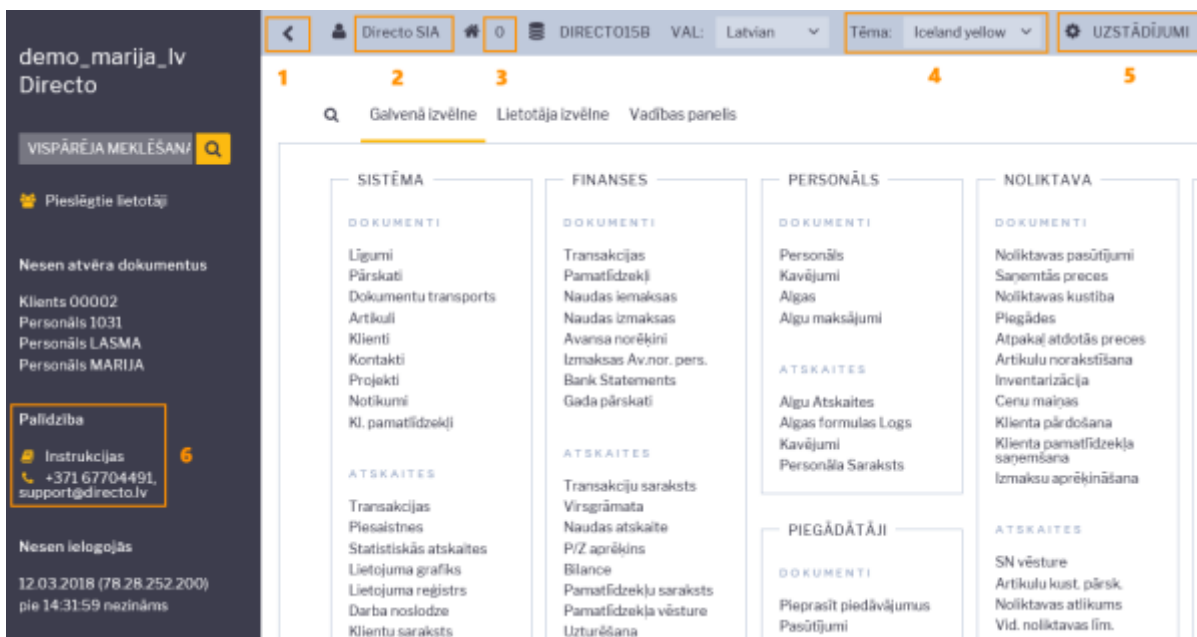 demo_marija_lv
Directo
VISPĀRĒJA MEKLĒŠANA
Pieslēgtie lietotāji
Nesen atvēra dokumentus
Klients 00002
Personāls 1031
Personāls LASMA
Personāls MARIJA
Palīdzība
Instrukcijas
6
+371 67704491,
support@directo.lv
Nesen ielogojās
12.03.2018 (78.28.252.200)
pie 14:31:59 nezināms
Directo SIA 0 DIRECTO15B VAL: Latvian Tēma: Iceland yellow UZSTĀDĪJUMI
1 2 3 4 5
Galvenā izvēlne Lietotāja izvēlne Vadības panelis
SISTĒMA
DOKUMENTI
Līgumi
Pārskati
Dokumentu transports
Artikuli
Klienti
Kontakti
Projekti
Notikumi
Kl. pamatlīdzekļi
ATSKAITES
Transakcijas
Piesaistnes
Statistiskās atskaites
Lietojuma grafiks
Lietojuma reģistrs
Darba noslodze
Klientu saraksts
FINANSES
DOKUMENTI
Transakcijas
Pamatlīdzekļi
Naudas iemaksas
Naudas izmaksas
Avansa norēķini
Izmaksas Av.nor. pers.
Bank Statements
Gada pārskati
ATSKAITES
Transakciju saraksts
Virsgrāmata
Naudas atskaite
P/Z aprēķins
Bilance
Pamatlīdzekļu saraksts
Pamatlīdzekļa vēsture
Uzturēšana
PERSONĀLS
DOKUMENTI
Personāls
Kavējumi
Algas
Algu maksājumi
ATSKAITES
Algu Atskaites
Algas formulas Logs
Kavējumi
Personāla Saraksts
PIEGĀDĀTĀJI
DOKUMENTI
Pieprasīt piedāvājumus
Pasūtījumi
NOLIKTAVA
DOKUMENTI
Noliktavas pasūtījumi
Saņemtās preces
Noliktavas kustība
Piegādes
Atpakaļ atdotās preces
Artikulu norakstīšana
Inventarizācija
Cenu maiņas
Klienta pārdošana
Klienta pamatlīdzekļa
saņemšana
Izmaksu aprēķināšana
ATSKAITES
SN vēsture
Artikulu kust. pārsk.
Noliktavas atlikums
Vid. noliktavas līm.